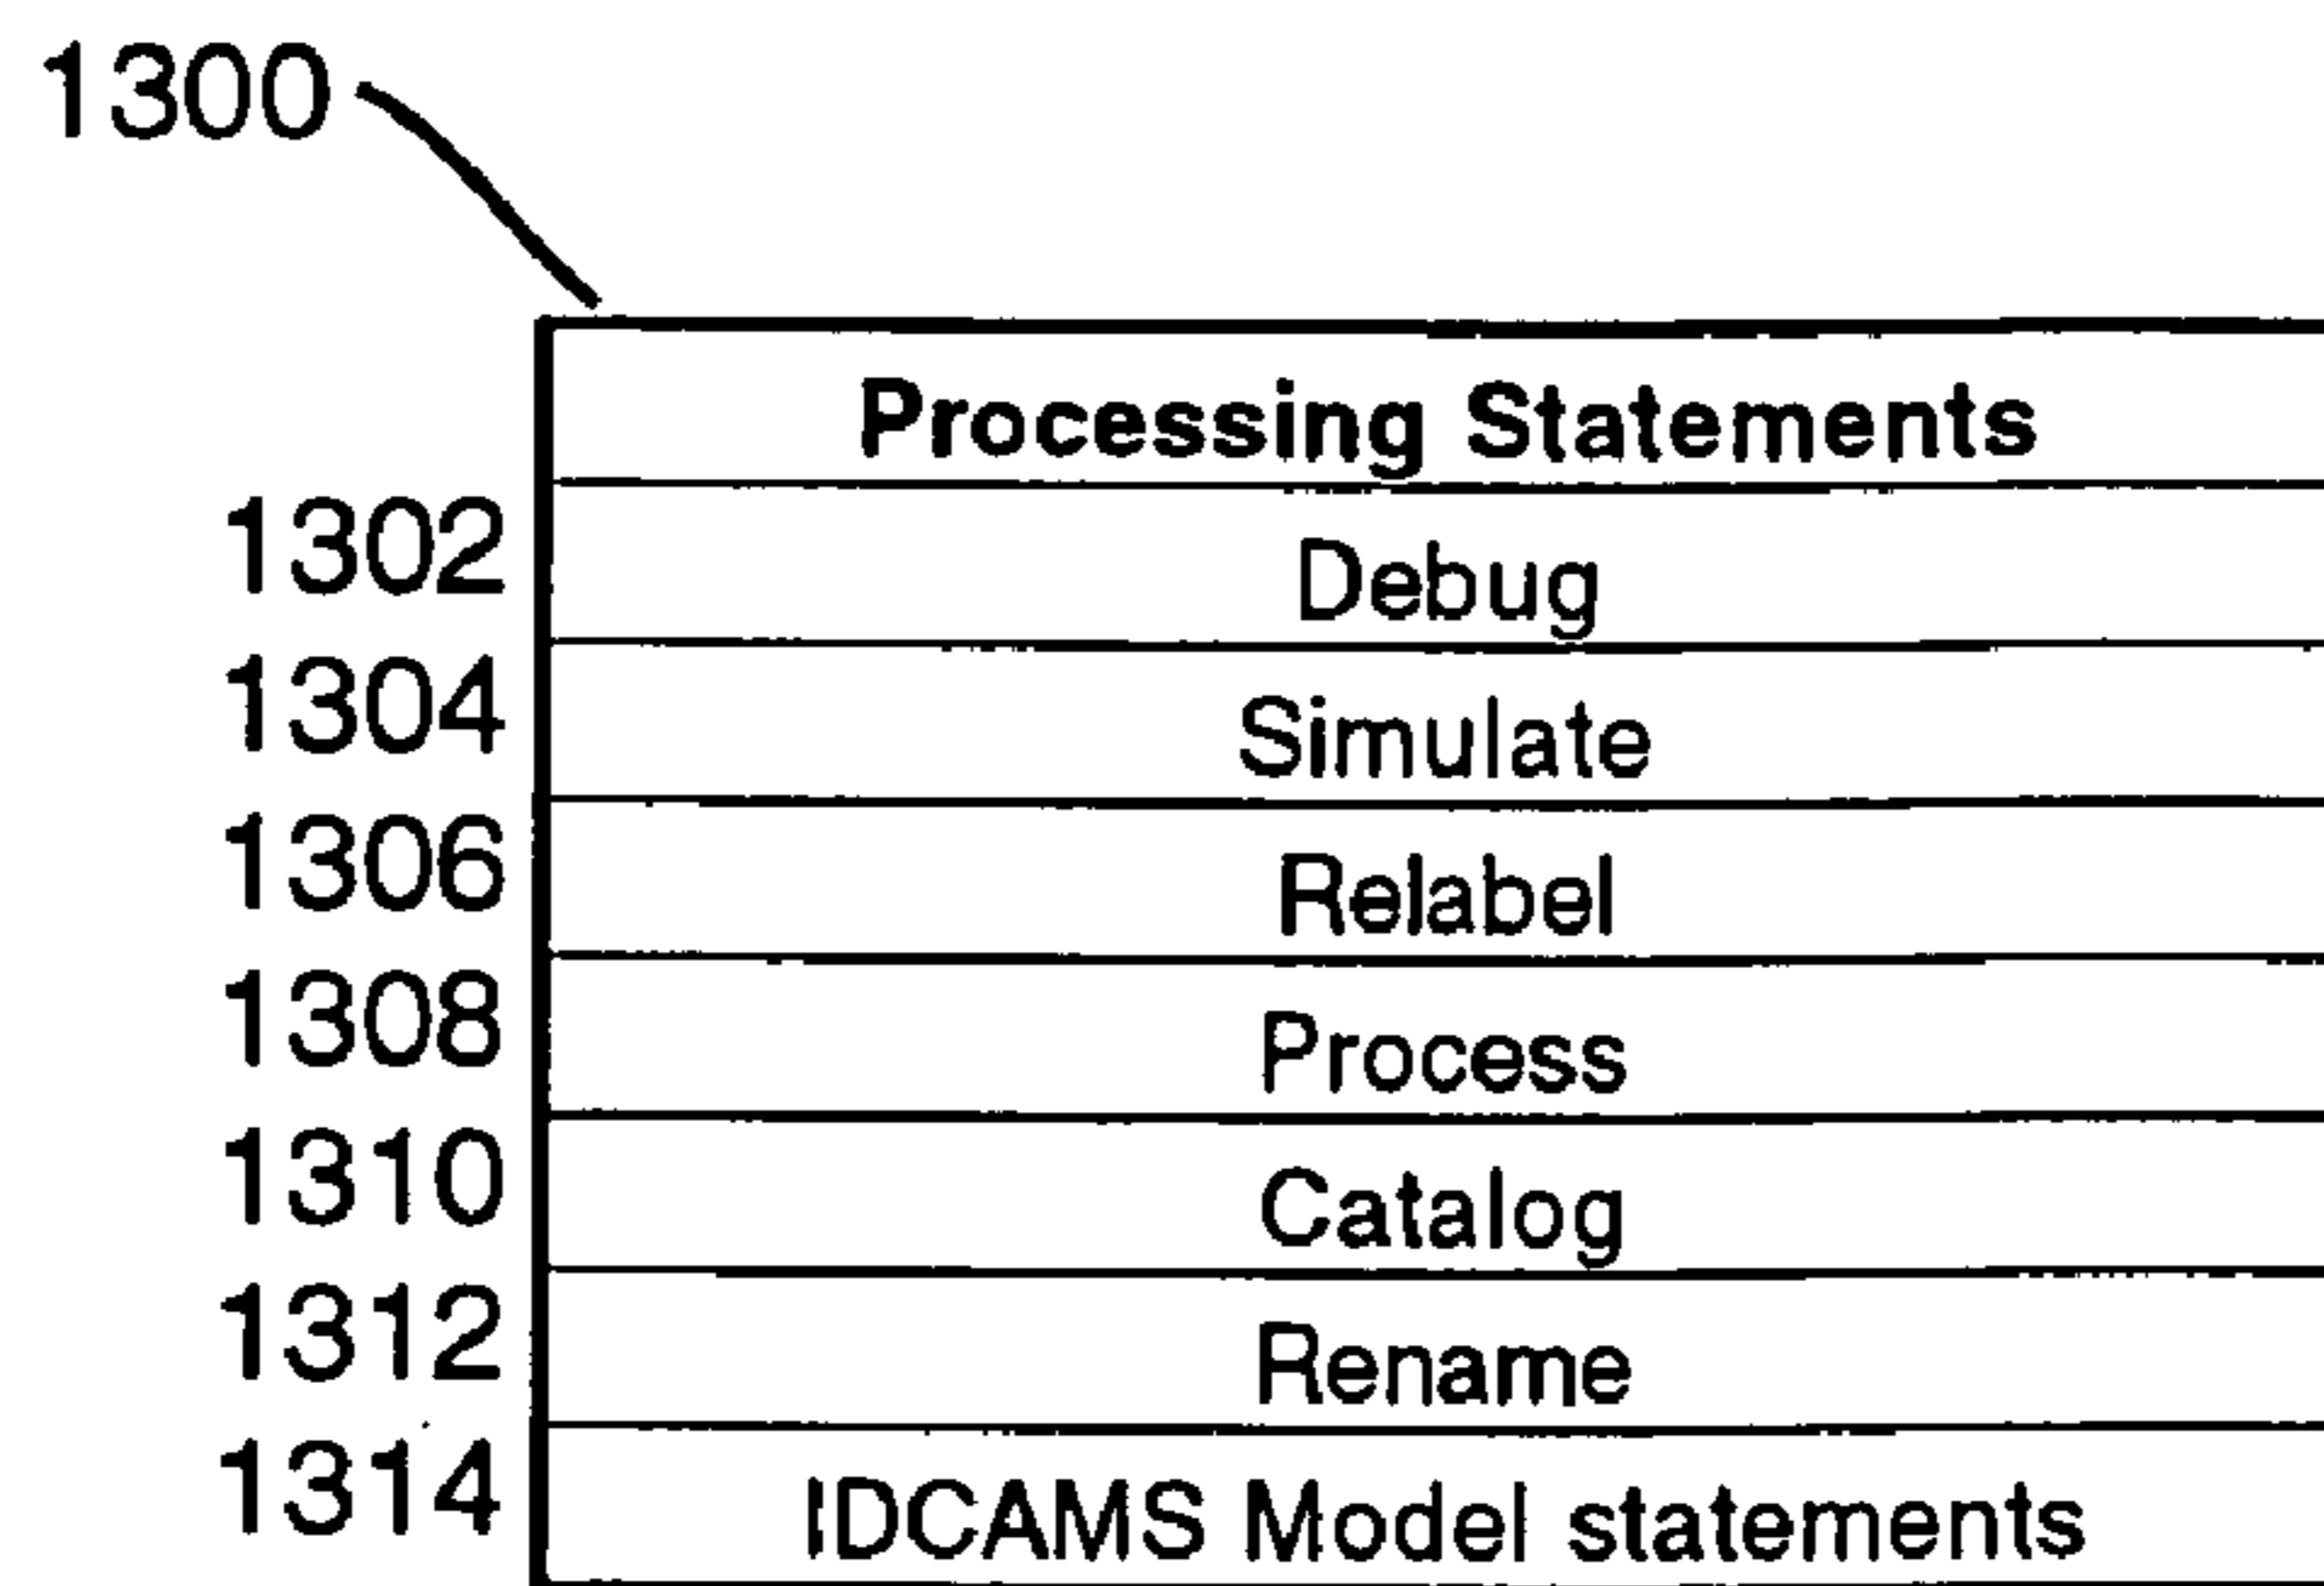 1300
Processing Statements
1302 Debug
1304 Simulate
1306 Relabel
1308 Process
1310 Catalog
1312 Rename
1314 IDCAMS Model statements